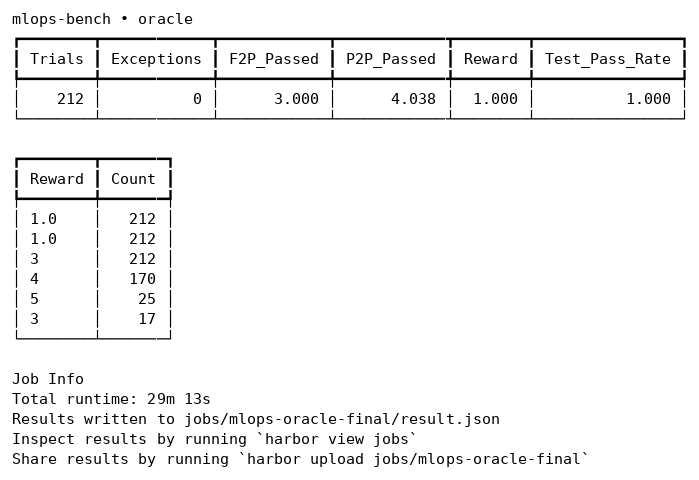 mlops-bench • oracle
Trials Exceptions F2P_Passed P2P_Passed Reward Test_Pass_Rate
212 0 3.000 4.038 1.000 1.000
Reward Count
1.0 212
1.0 212
3 212
4 170
5 25
3 17
Job Info
Total runtime: 29m 13s
Results written to jobs/mlops-oracle-final/result.json
Inspect results by running `harbor view jobs`
Share results by running `harbor upload jobs/mlops-oracle-final`